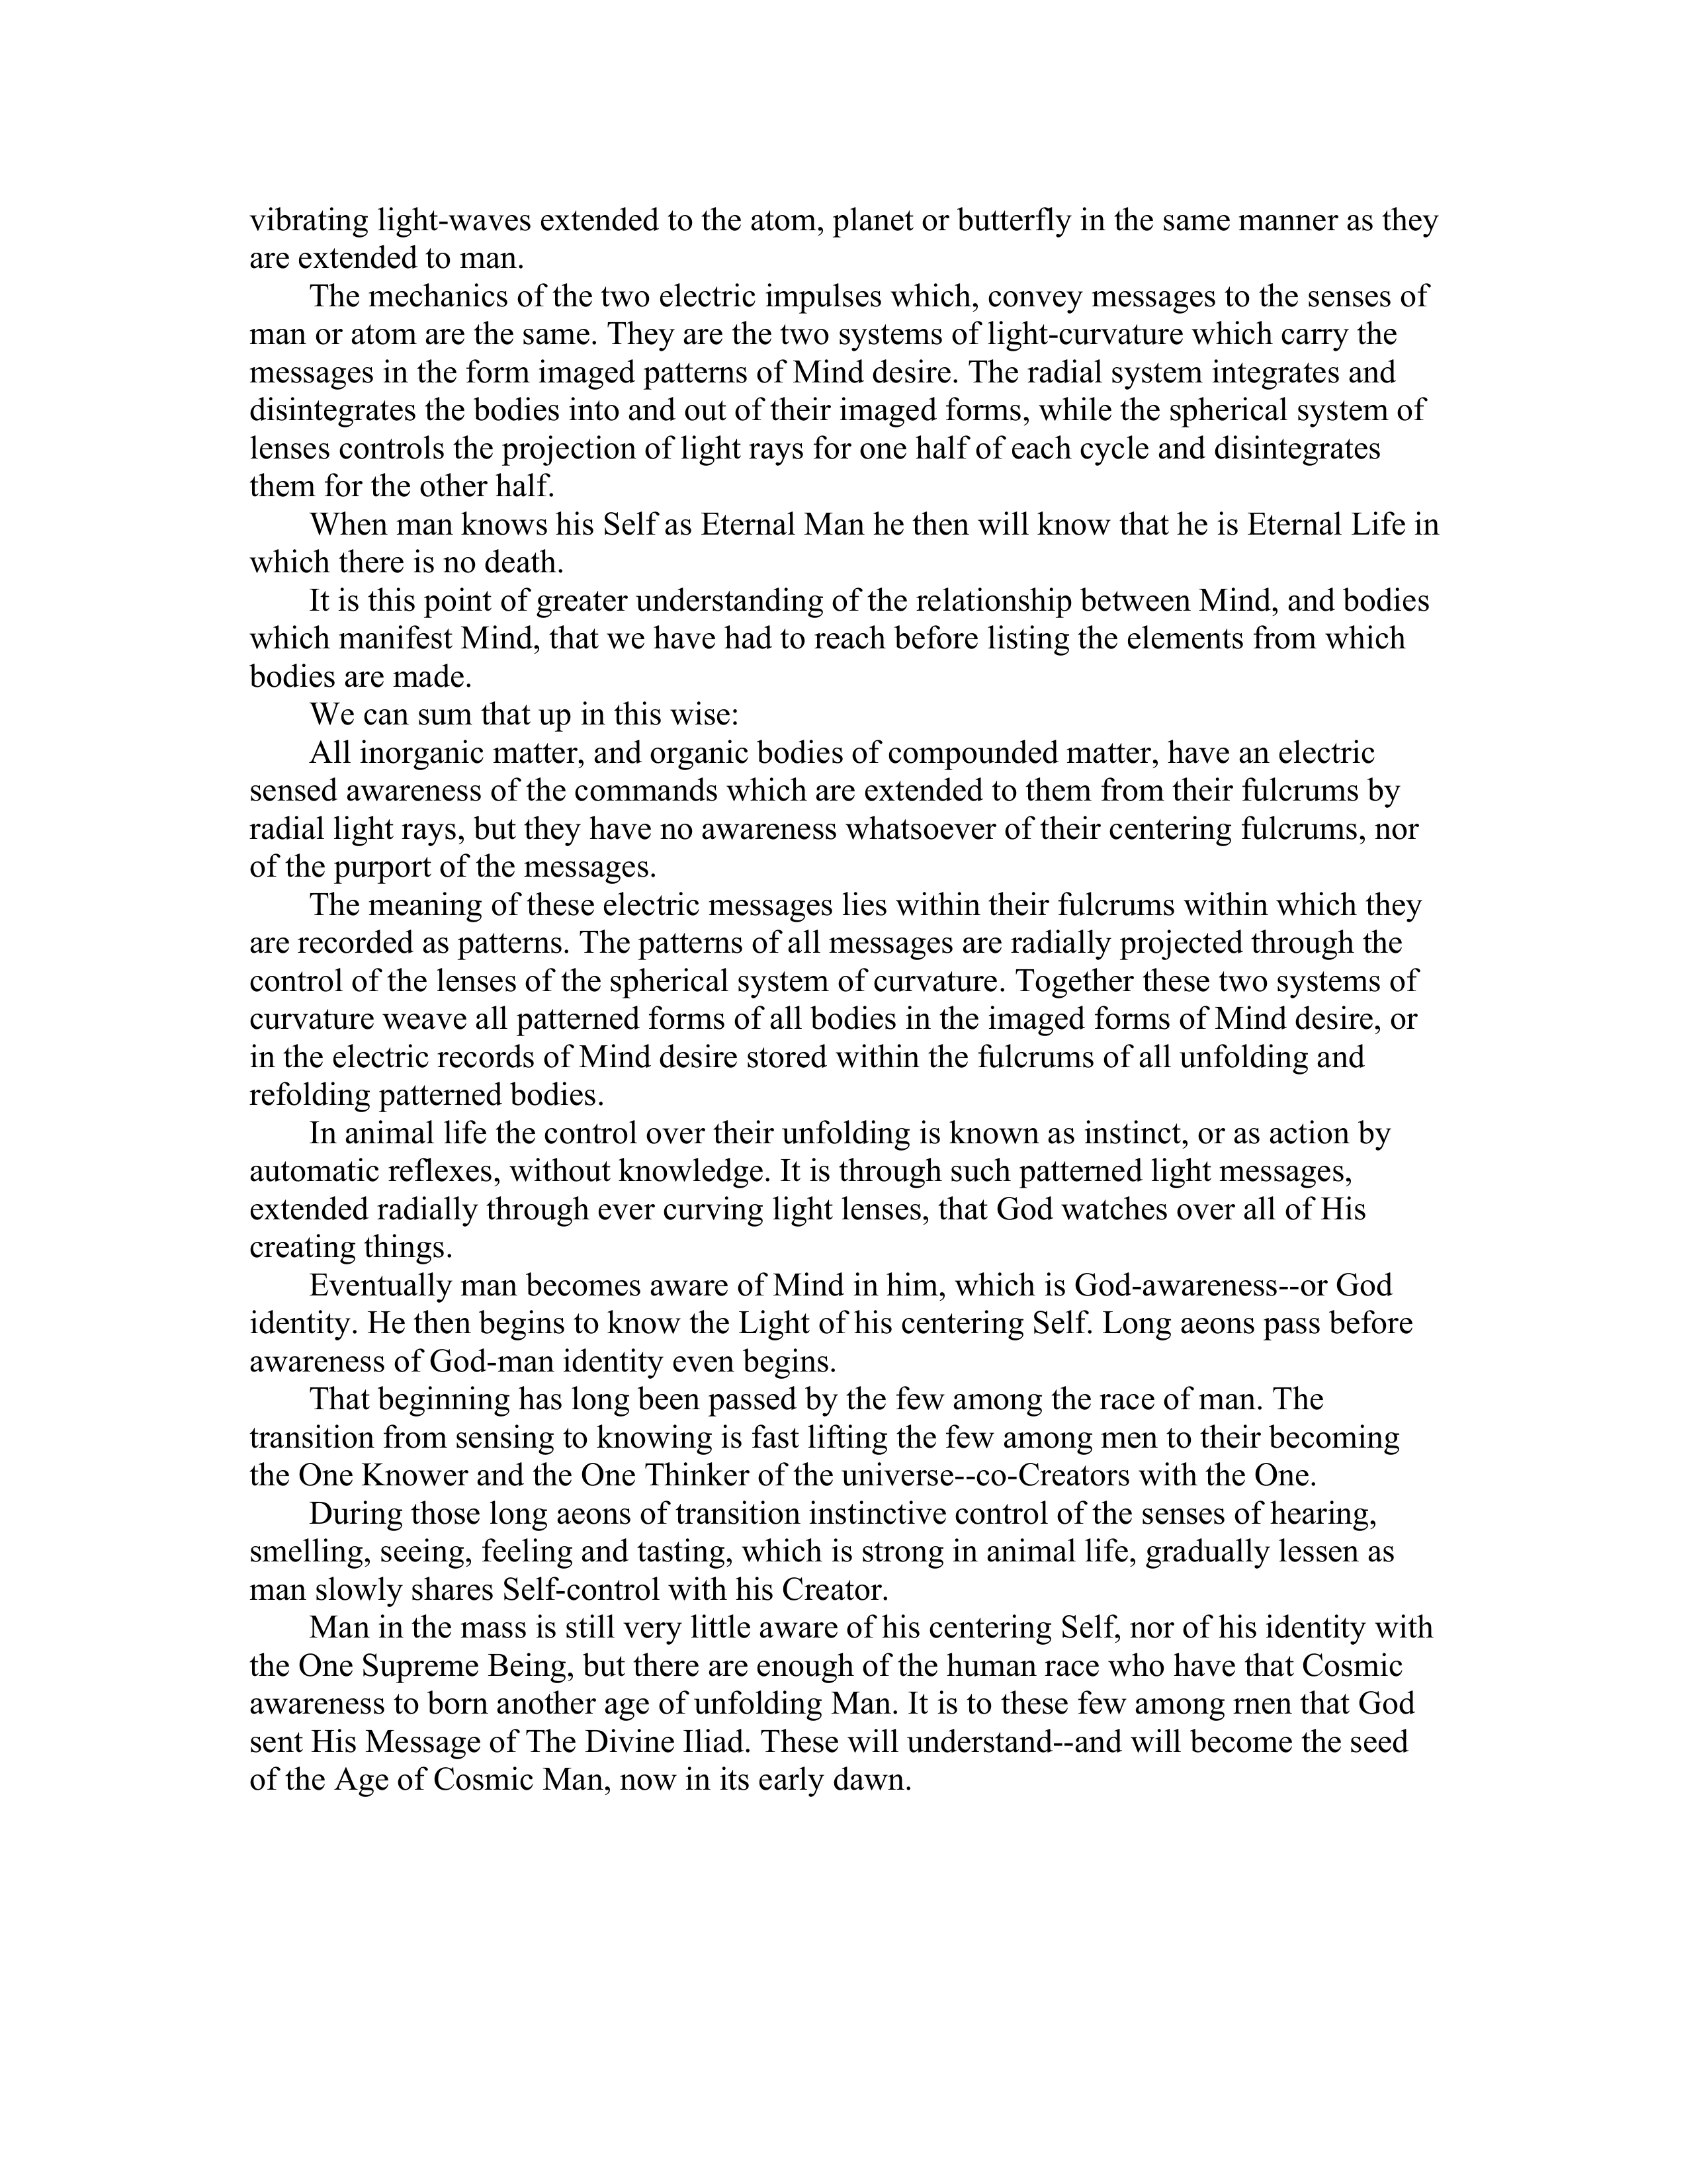 vibrating light-waves extended to the atom, planet or butterfly in the same manner as they
are extended to man.
The mechanics of the two electric impulses which, convey messages to the senses of
man or atom are the same. They are the two systems of light-curvature which carry the
messages in the form imaged patterns of Mind desire. The radial system integrates and
disintegrates the bodies into and out of their imaged forms, while the spherical system of
lenses controls the projection of light rays for one half of each cycle and disintegrates
them for the other half.
When man knows his Self as Eternal Man he then will know that he is Eternal Life in
which there is no death.
It is this point of greater understanding of the relationship between Mind, and bodies
which manifest Mind, that we have had to reach before listing the elements from which
bodies are made.
We can sum that up in this wise:
All inorganic matter, and organic bodies of compounded matter, have an electric
sensed awareness of the commands which are extended to them from their fulcrums by
radial light rays, but they have no awareness whatsoever of their centering fulcrums, nor
of the purport of the messages.
The meaning of these electric messages lies within their fulcrums within which they
are recorded as patterns. The patterns of all messages are radially projected through the
control of the lenses of the spherical system of curvature. Together these two systems of
curvature weave all patterned forms of all bodies in the imaged forms of Mind desire, or
in the electric records of Mind desire stored within the fulcrums of all unfolding and
refolding patterned bodies.
In animal life the control over their unfolding is known as instinct, or as action by
automatic reflexes, without knowledge. It is through such patterned light messages,
extended radially through ever curving light lenses, that God watches over all of His
creating things.
Eventually man becomes aware of Mind in him, which is God-awareness--or God
identity. He then begins to know the Light of his centering Self. Long aeons pass before
awareness of God-man identity even begins.
That beginning has long been passed by the few among the race of man. The
transition from sensing to knowing is fast lifting the few among men to their becoming
the One Knower and the One Thinker of the universe--co-Creators with the One.
During those long aeons of transition instinctive control of the senses of hearing,
smelling, seeing, feeling and tasting, which is strong in animal life, gradually lessen as
man slowly shares Self-control with his Creator.
Man in the mass is still very little aware of his centering Self, nor of his identity with
the One Supreme Being, but there are enough of the human race who have that Cosmic
awareness to born another age of unfolding Man. It is to these few among rnen that God
sent His Message of The Divine Iliad. These will understand--and will become the seed
of the Age of Cosmic Man, now in its early dawn.